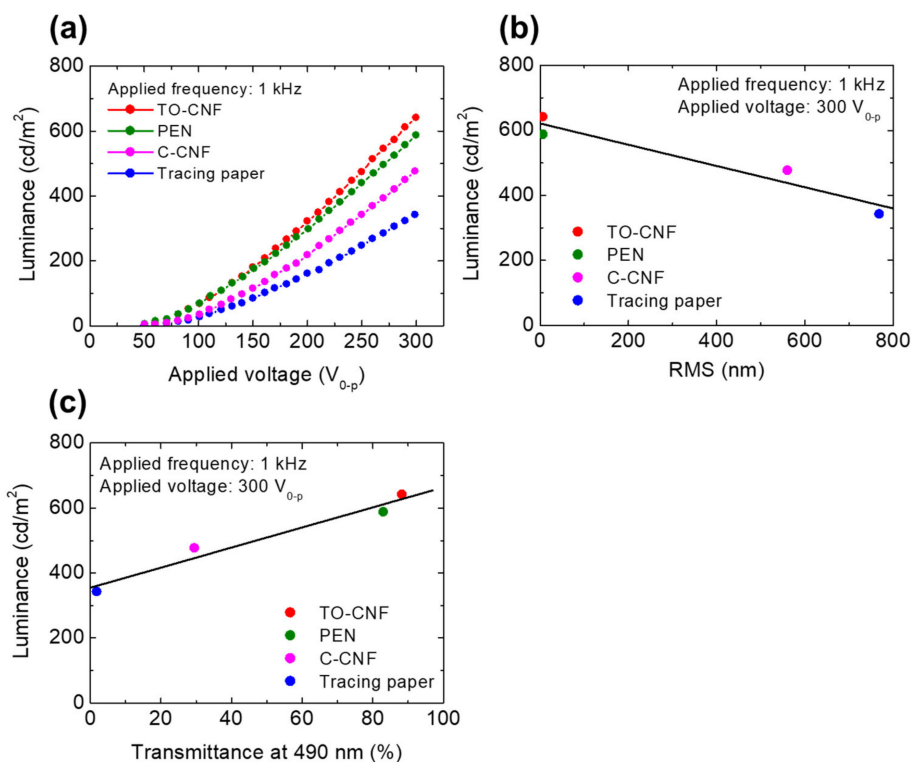 (a)
800
600
400
200
0
Luminance (cd/m²)
Applied frequency: 1 kHz
TO-CNF
PEN
C-CNF
Tracing paper
0 50 100 150 200 250 300
Applied voltage (V0-p)
(b)
800
600
400
200
0
Luminance (cd/m²)
Applied frequency: 1 kHz
Applied voltage: 300 V0-p
TO-CNF
PEN
C-CNF
Tracing paper
0 200 400 600 800
RMS (nm)
(c)
800
600
400
200
0
Luminance (cd/m²)
Applied frequency: 1 kHz
Applied voltage: 300 V0-p
TO-CNF
PEN
C-CNF
Tracing paper
0 20 40 60 80 100
Transmittance at 490 nm (%)